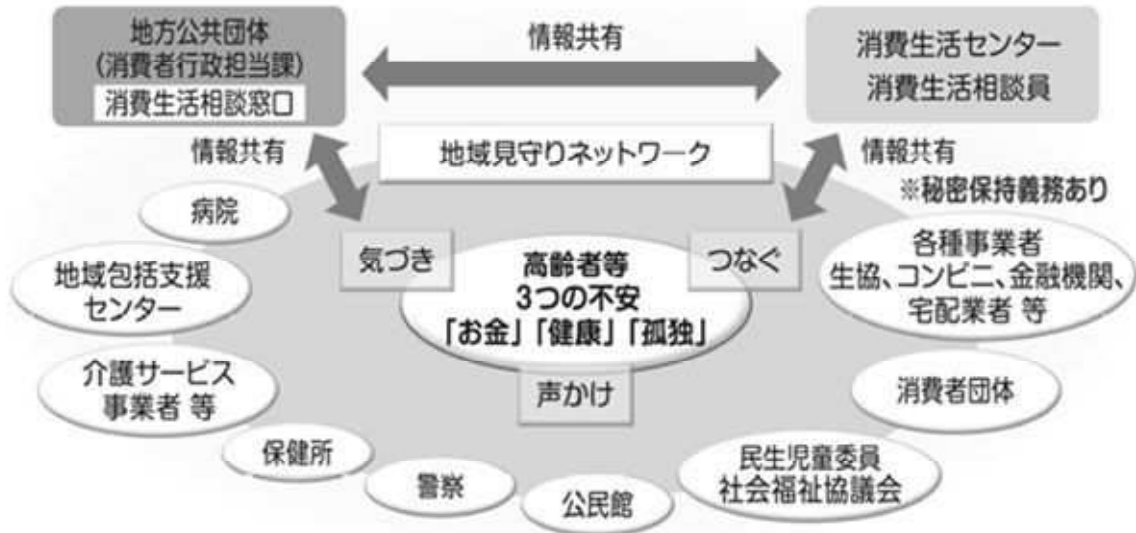 地方公共団体
(消費者行政担当課)
消費生活相談窓口
情報共有
消費生活センター
消費生活相談員
情報共有
地域見守りネットワーク
情報共有
※秘密保持義務あり
病院
気づき
高齢者等
3つの不安
「お金」「健康」「孤独」
つなぐ
各種事業者
生協、コンビニ、金融機関、
宅配業者 等
地域包括支援
センター
声かけ
介護サービス
事業者 等
消費者団体
保健所
警察
公民館
民生児童委員
社会福祉協議会